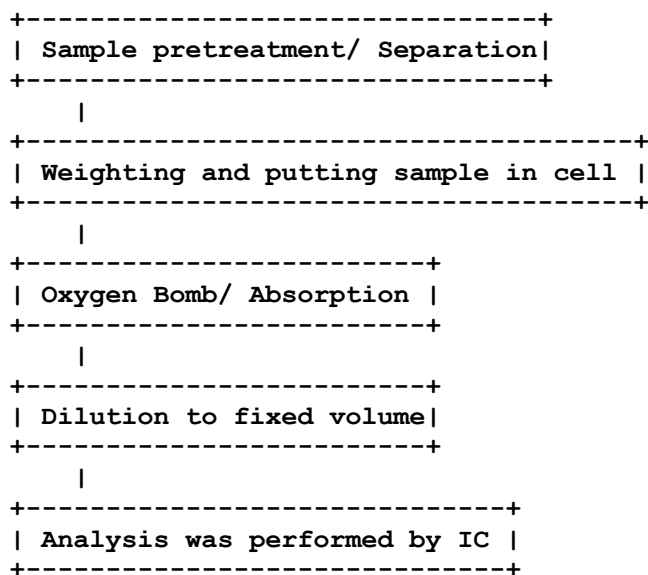 Sample pretreatment/ Separation
Weighting and putting sample in cell
Oxygen Bomb/ Absorption
Dilution to fixed volume
Analysis was performed by IC